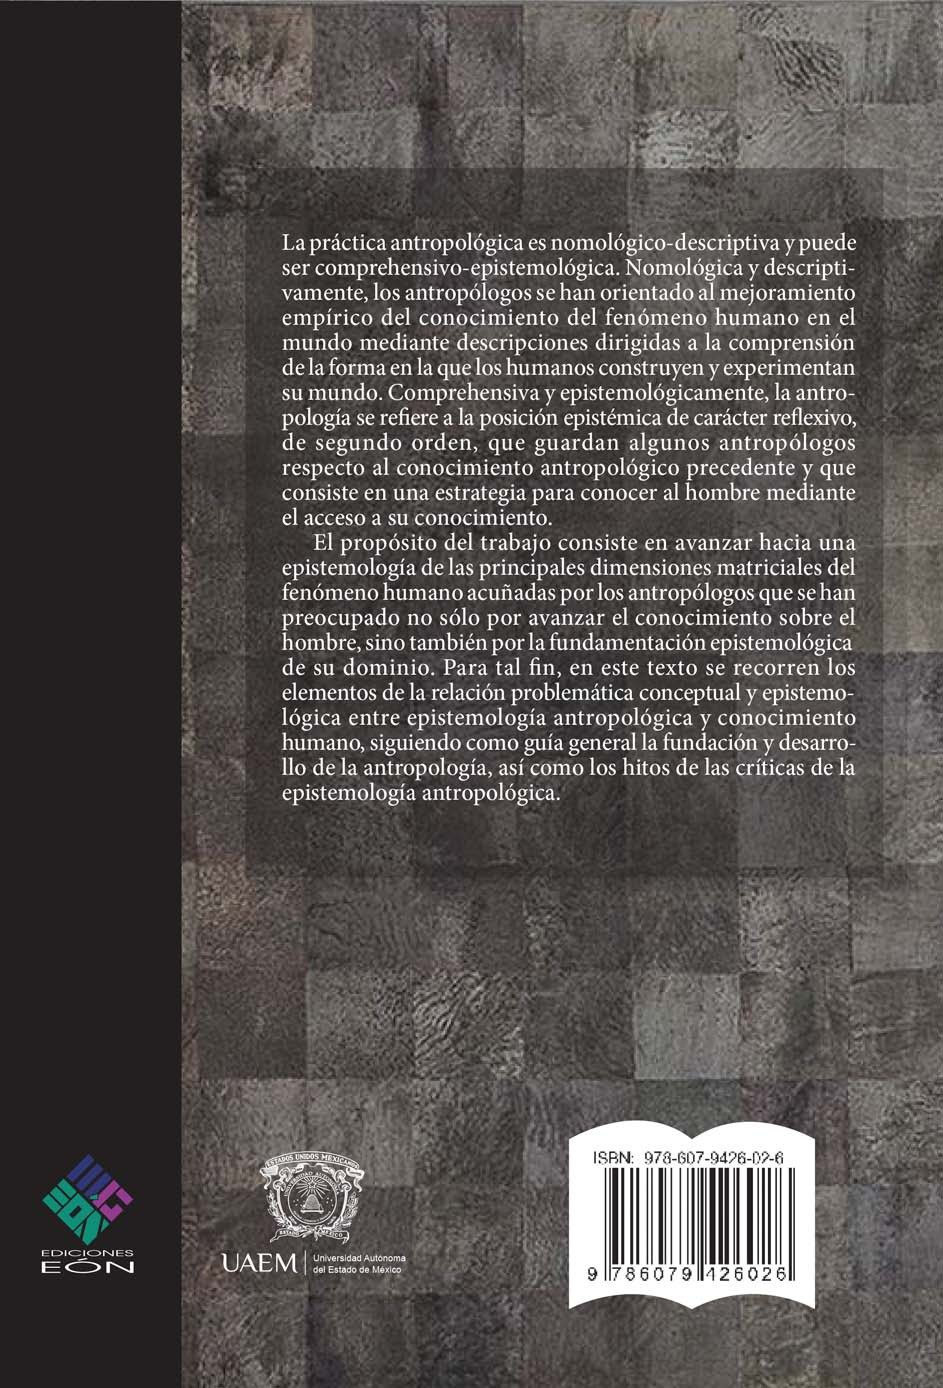 La práctica antropológica es nomológico-descriptiva y puede
ser comprehensivo-epistemológica. Nomológica y descripti-
vamente, los antropólogos se han orientado al mejoramiento
empírico del conocimiento del fenómeno humano en el
mundo mediante descripciones dirigidas a la comprensión
de la forma en la que los humanos construyen y experimentan
su mundo. Comprehensiva y epistemológicamente, la antro-
pología se refiere a la posición epistémica de carácter reflexivo,
de segundo orden, que guardan algunos antropólogos
respecto al conocimiento antropológico precedente y que
consiste en una estrategia para conocer al hombre mediante
el acceso a su conocimiento.
El propósito del trabajo consiste en avanzar hacia una
epistemología de las principales dimensiones matriciales del
fenómeno humano acuñadas por los antropólogos que se han
preocupado no sólo por avanzar el conocimiento sobre el
hombre, sino también por la fundamentación epistemológica
de su dominio. Para tal fin, en este texto se recorren los
elementos de la relación problemática conceptual y epistemo-
lógica entre epistemología antropológica y conocimiento
humano, siguiendo como guía general la fundación y desarro-
llo de la antropología, así como los hitos de las críticas de la
epistemología antropológica.
EDICIONES
EÓN
ESTADOS UNIDOS MEXICANOS
ESTADO MÉXICO
UAEM
Universidad Autónoma
del Estado de México
ISBN: 978-607-9426-02-6
9 786079 426026